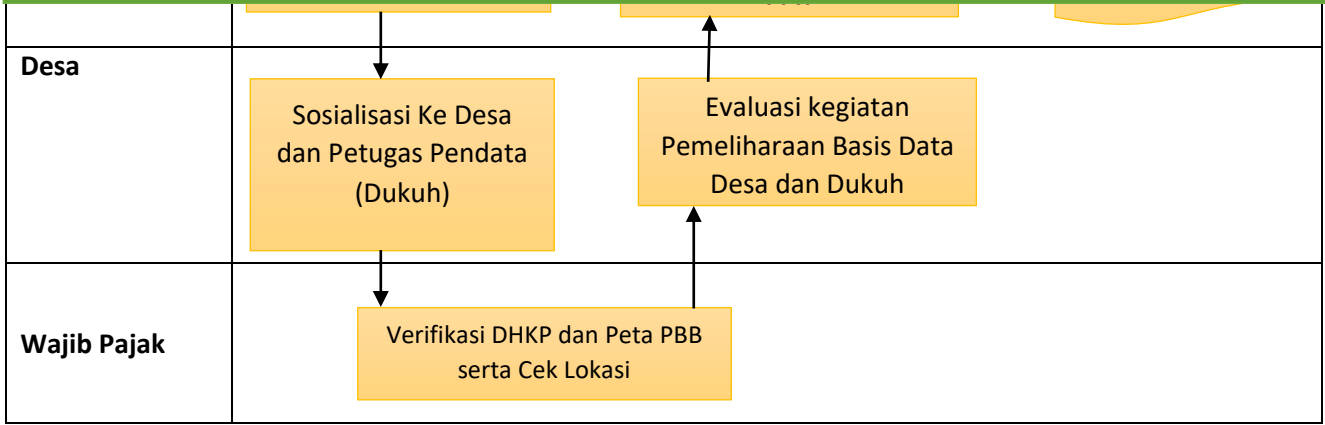 Desa
Sosialisasi Ke Desa
dan Petugas Pendata
(Dukuh)
Evaluasi kegiatan
Pemeliharaan Basis Data
Desa dan Dukuh
Wajib Pajak
Verifikasi DHKP dan Peta PBB
serta Cek Lokasi